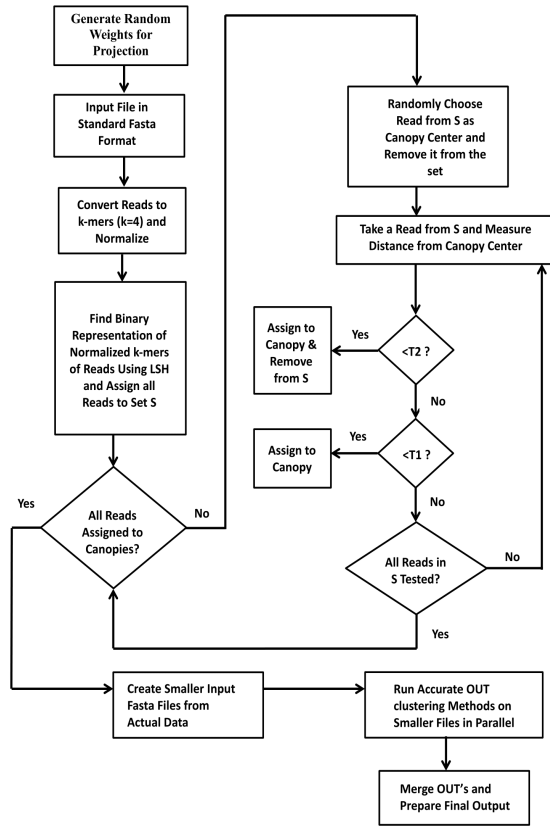 Generate Random
Weights for
Projection
Input File in
Standard Fasta
Format
Convert Reads to
k-mers (k=4) and
Normalize
Find Binary
Representation of
Normalized k-mers
of Reads Using LSH
and Assign all
Reads to Set S
Yes
All Reads
Assigned to
Canopies?
No
Randomly Choose
Read from S as
Canopy Center and
Remove it from the
set
Take a Read from S and Measure
Distance from Canopy Center
Assign to
Canopy &
Remove
from S
Yes
<T2 ?
No
Assign to
Canopy
Yes
<T1 ?
No
All Reads in
S Tested?
No
Yes
Create Smaller Input
Fasta Files from
Actual Data
Run Accurate OUT
clustering Methods on
Smaller Files in Parallel
Merge OUT's and
Prepare Final Output